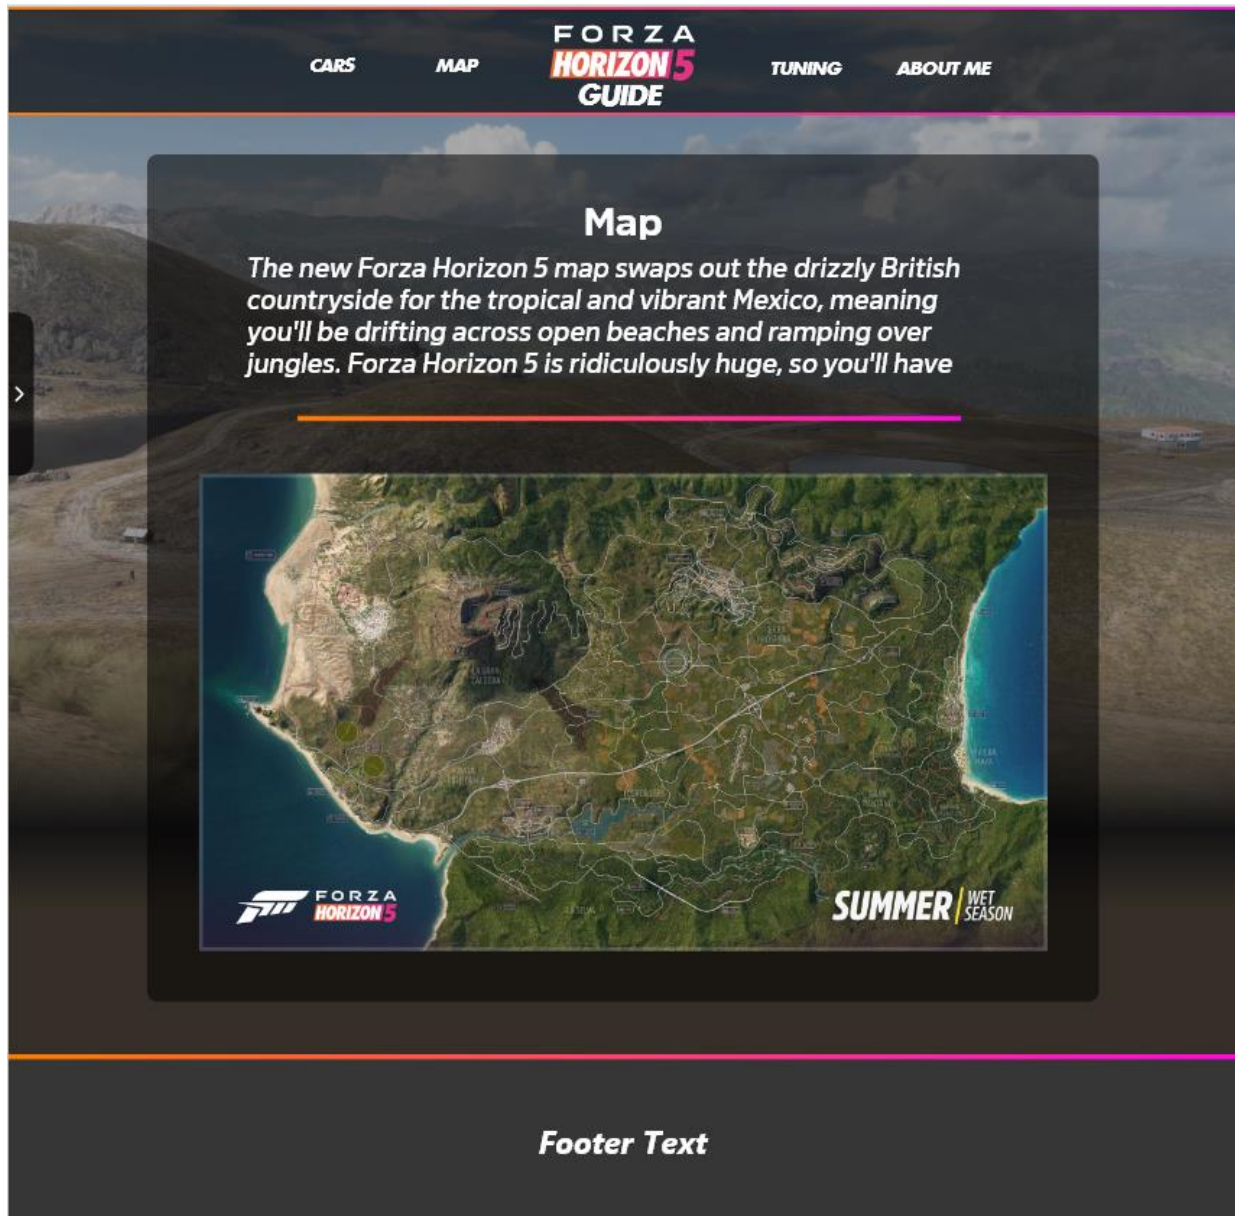 CARS
MAP
FORZA
HORIZON 5
GUIDE
TUNING
ABOUT ME
Map
The new Forza Horizon 5 map swaps out the drizzly British
countryside for the tropical and vibrant Mexico, meaning
you'll be drifting across open beaches and ramping over
jungles. Forza Horizon 5 is ridiculously huge, so you'll have
FORZA
HORIZON 5
SUMMER
WET
SEASON
Footer Text